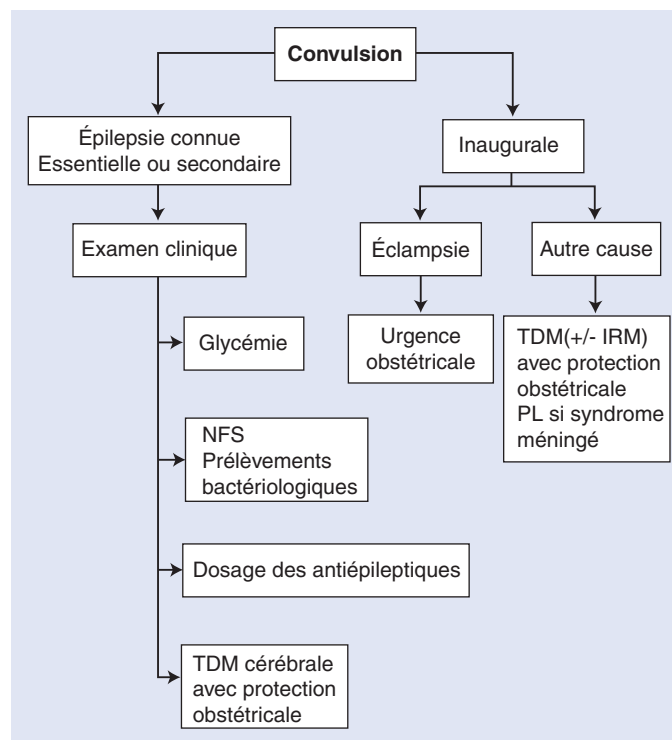 Convulsion
Épilepsie connue
Essentielle ou secondaire
Examen clinique
Glycémie
NFS
Prélèvements
bactériologiques
Dosage des antiépileptiques
TDM cérébrale
avec protection
obstétricale
Inaugurale
Éclampsie
Urgence
obstétricale
Autre cause
TDM(+/- IRM)
avec protection
obstétricale
PL si syndrome
méningé